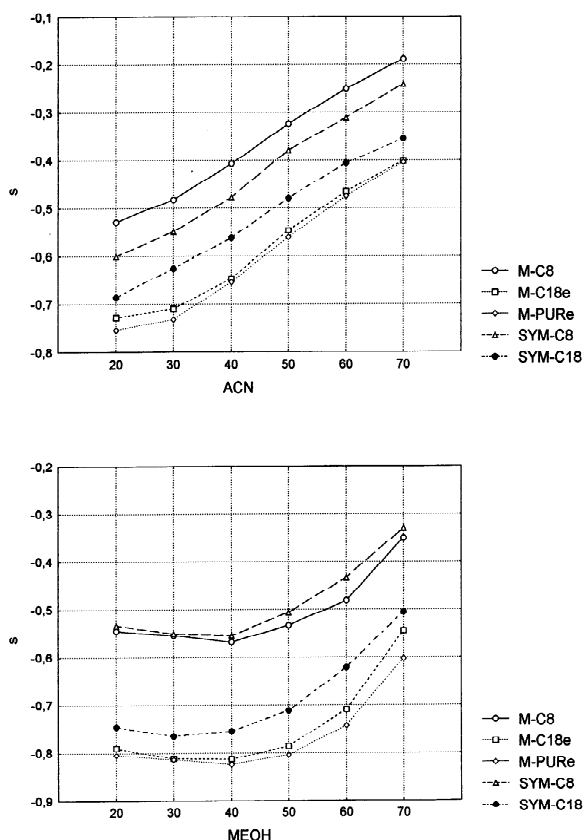 -0,1
-0,2
-0,3
-0,4
-0,5
-0,6
-0,7
-0,8
s
20 30 40 50 60 70
ACN
M-C8
M-C18e
M-PURe
SYM-C8
SYM-C18
-0,2
-0,3
-0,4
-0,5
-0,6
-0,7
-0,8
-0,9
s
20 30 40 50 60 70
MEOH
M-C8
M-C18e
M-PURe
SYM-C8
SYM-C18